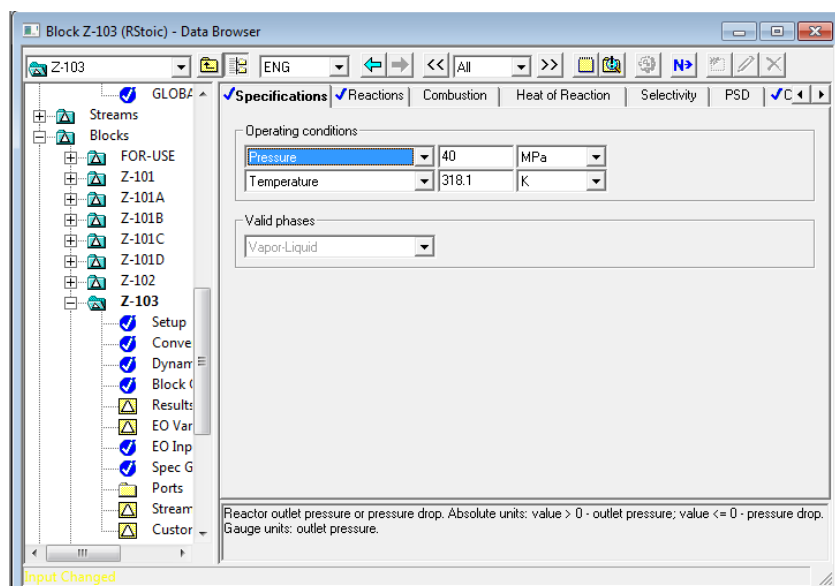 Block Z-103 (RStoic) - Data Browser
Z-103
ENG
<<
All
>>
N
GLOBA
Streams
Blocks
FOR-USE
Z-101
Z-101A
Z-101B
Z-101C
Z-101D
Z-102
Z-103
Setup
Conve
Dynam
Block
Results
EO Var
EO Inp
Spec G
Ports
Stream
Custor
Specifications
Reactions
Combustion
Heat of Reaction
Selectivity
PSD
C
Operating conditions
Pressure 40 MPa
Temperature 318.1 K
Valid phases
Vapor-Liquid
Reactor outlet pressure or pressure drop. Absolute units: value > 0 - outlet pressure; value <= 0 - pressure drop.
Gauge units: outlet pressure.
Input Changed